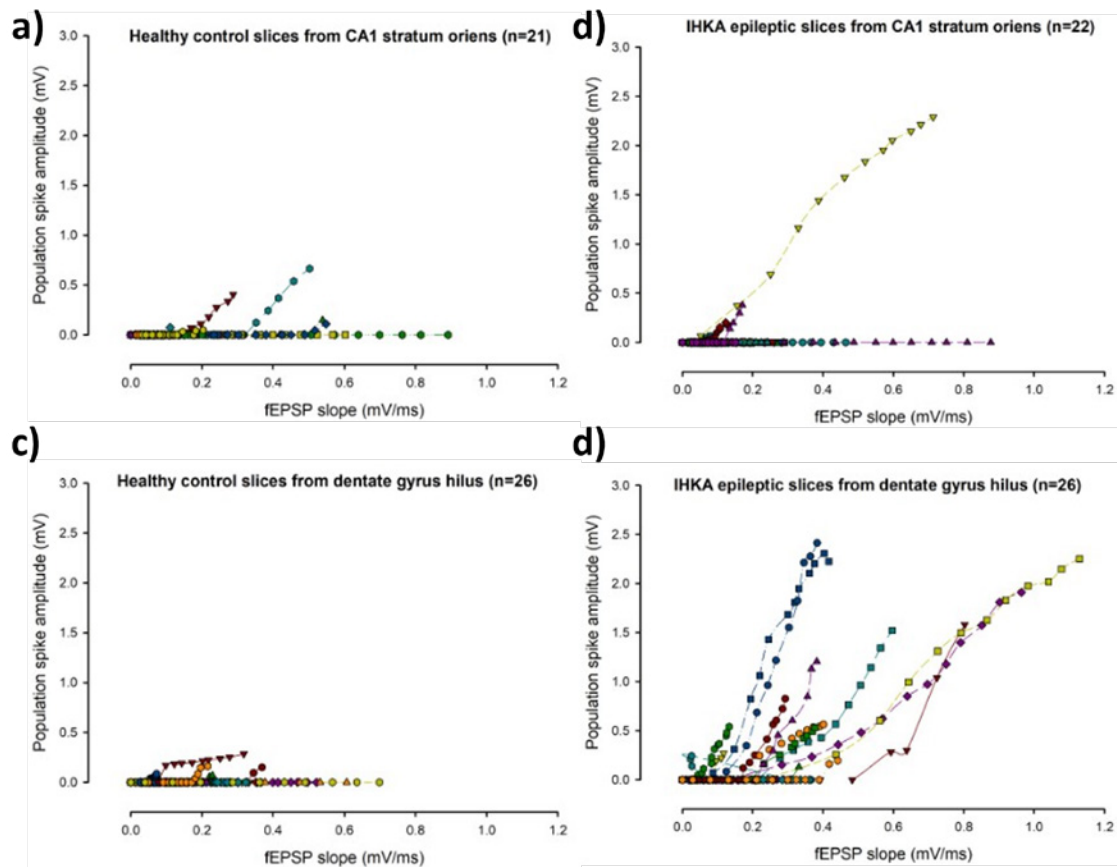 a)
Healthy control slices from CA1 stratum oriens (n=21)
Population spike amplitude (mV)
3.0
2.5
2.0
1.5
1.0
0.5
0.0
0.0 0.2 0.4 0.6 0.8 1.0 1.2
fEPSP slope (mV/ms)
d)
IHKA epileptic slices from CA1 stratum oriens (n=22)
Population spike amplitude (mV)
3.0
2.5
2.0
1.5
1.0
0.5
0.0
0.0 0.2 0.4 0.6 0.8 1.0 1.2
fEPSP slope (mV/ms)
c)
Healthy control slices from dentate gyrus hilus (n=26)
Population spike amplitude (mV)
3.0
2.5
2.0
1.5
1.0
0.5
0.0
0.0 0.2 0.4 0.6 0.8 1.0 1.2
fEPSP slope (mV/ms)
d)
IHKA epileptic slices from dentate gyrus hilus (n=26)
Population spike amplitude (mV)
3.0
2.5
2.0
1.5
1.0
0.5
0.0
0.0 0.2 0.4 0.6 0.8 1.0 1.2
fEPSP slope (mV/ms)